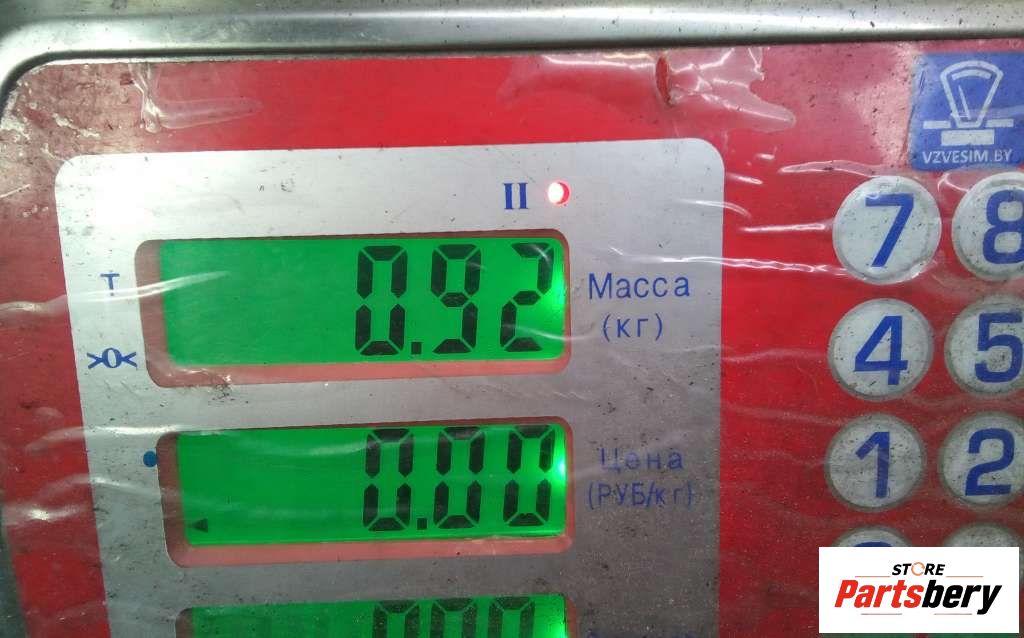 VZVESIM.BY
II
7 8
T
0.92
Масса
(кг)
>0<
4 5
0.00
Цена
(РУБ/кг)
1 2
STORE
Partsbery